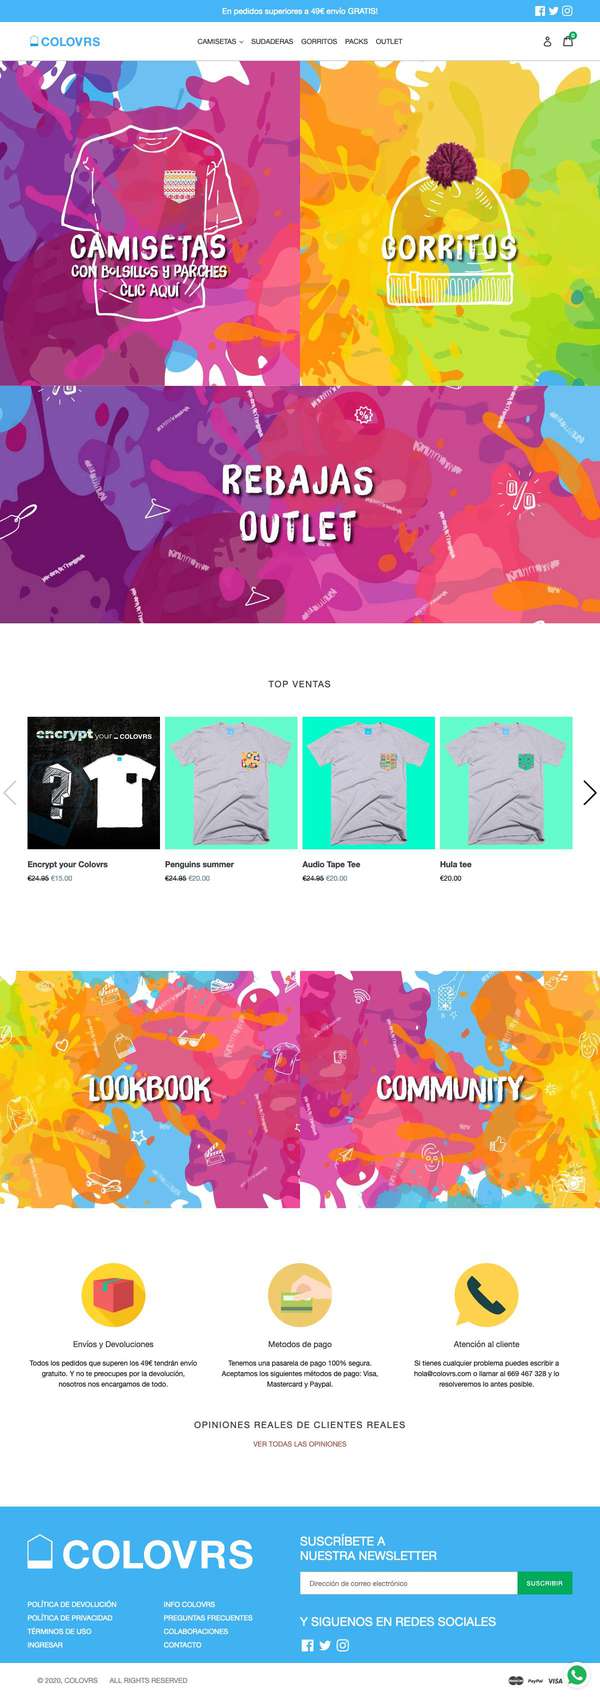 En pedidos superiores a 49€ envío GRATIS!
COLOVRS
CAMISETAS
SUDADERAS
GORRITOS
PACKS
OUTLET
0
CAMISETAS
CON BOLSILLOS Y PARCHES
CLIC AQUÍ
GORRITOS
REBAJAS
OUTLET
TOP VENTAS
encrypt your_COLOVRS
?
Encrypt your Colovrs
€24.95 €15.00
Penguins summer
€24.95 €20.00
Audio Tape Tee
€24.95 €20.00
Hula tee
€20.00
LOOKBOOK
COMMUNITY
Envíos y Devoluciones
Todos los pedidos que superen los 49€ tendrán envío
gratuito. Y no te preocupes por la devolución,
nosotros nos encargamos de todo.
Metodos de pago
Tenemos una pasarela de pago 100% segura.
Aceptamos los siguientes métodos de pago: Visa,
Mastercard y Paypal.
Atención al cliente
Si tienes cualquier problema puedes escribir a
hola@colovrs.com o llamar al 669 467 328 y lo
resolveremos lo antes posible.
OPINIONES REALES DE CLIENTES REALES
VER TODAS LAS OPINIONES
COLOVRS
POLÍTICA DE DEVOLUCIÓN
POLÍTICA DE PRIVACIDAD
TÉRMINOS DE USO
INGRESAR
INFO COLOVRS
PREGUNTAS FRECUENTES
COLABORACIONES
CONTACTO
SUSCRÍBETE A
NUESTRA NEWSLETTER
Dirección de correo electrónico
SUSCRIBIR
Y SIGUENOS EN REDES SOCIALES
© 2020, COLOVRS
ALL RIGHTS RESERVED
PayPal
VISA